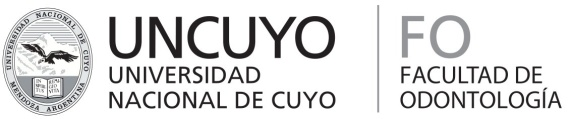 UNIVERSIDAD NACIONAL DE CUYO
MENDOZA ARGENTINA
UNCUYO
UNIVERSIDAD
NACIONAL DE CUYO
FO
FACULTAD DE
ODONTOLOGÍA